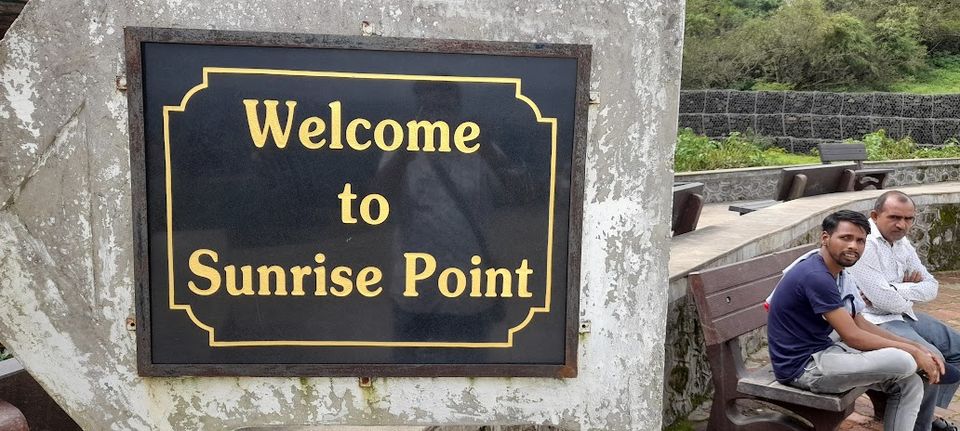 Welcome
to
Sunrise Point